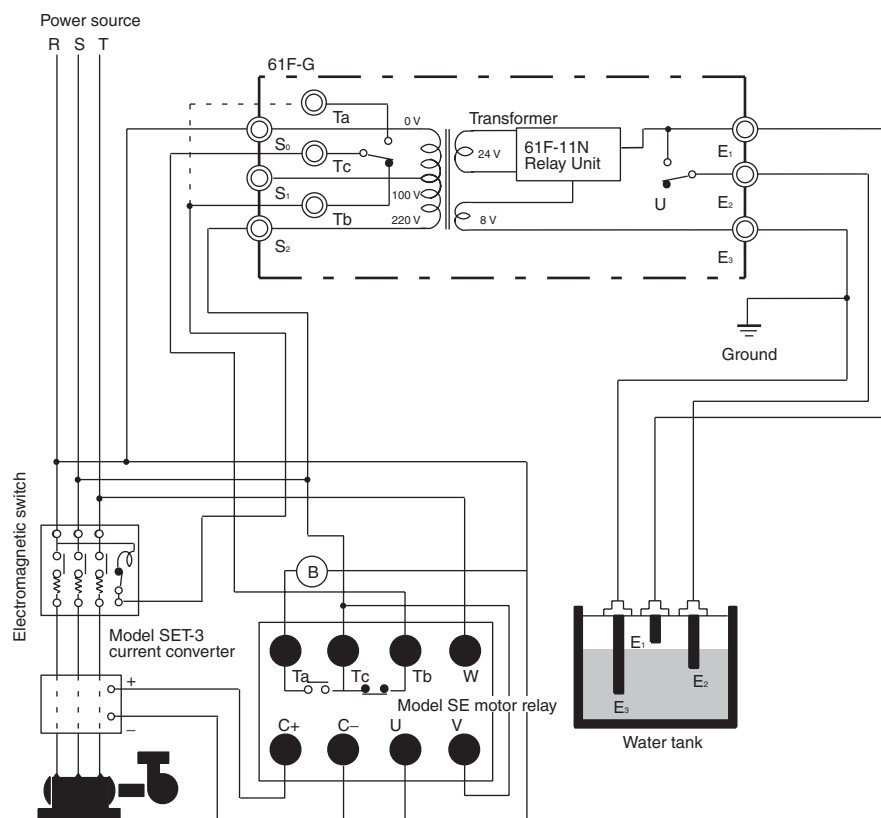 Power source
R S T
61F-G
Ta
0 V
Transformer
S₀
Tc
24 V
61F-11N
Relay Unit
E₁
S₁
100 V
Tb
220 V
8 V
U
E₂
S₂
E₃
Ground
Electromagnetic switch
B
Model SET-3
current converter
Ta Tc Tb W
Model SE motor relay
+
–
C+ C– U V
E₁
E₂
E₃
Water tank